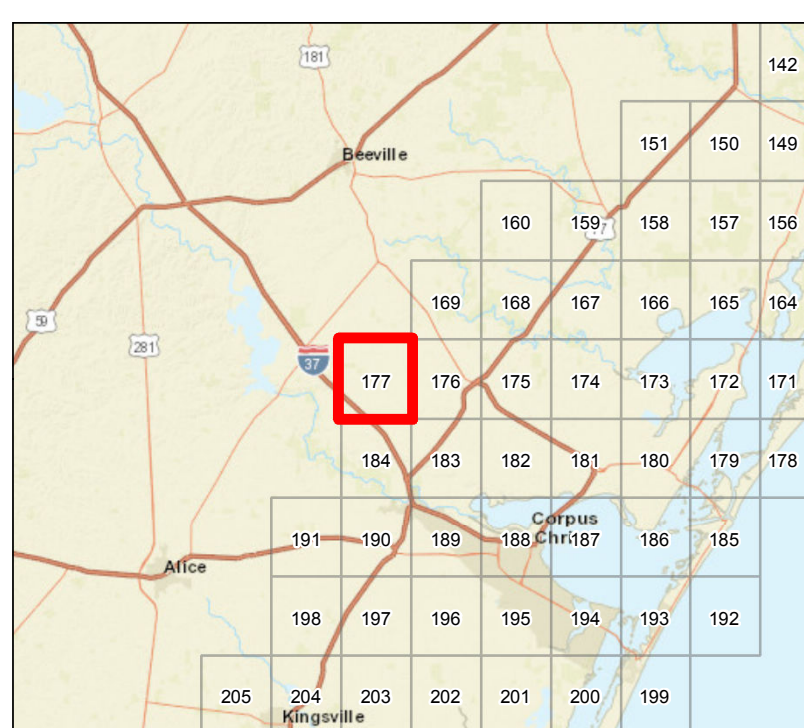 181
142
151 150 149
Beeville
160 159 158 157 156
169 168 167 166 165 164
59
281
37
177 176 175 174 173 172 171
184 183 182 181 180 179 178
Corpus
191 190 189 188 Chri 187 186 185
Alice
198 197 196 195 194 193 192
205 204 203 202 201 200 199
Kingsville